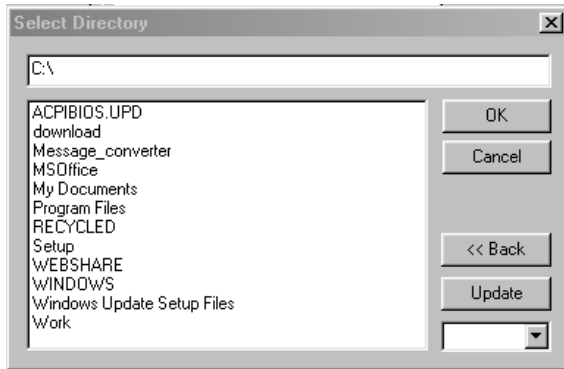 Select Directory
C:\
ACPIBIOS.UPD
download
Message_converter
MSOffice
My Documents
Program Files
RECYCLED
Setup
WEBSHARE
WINDOWS
Windows Update Setup Files
Work
OK
Cancel
<< Back
Update